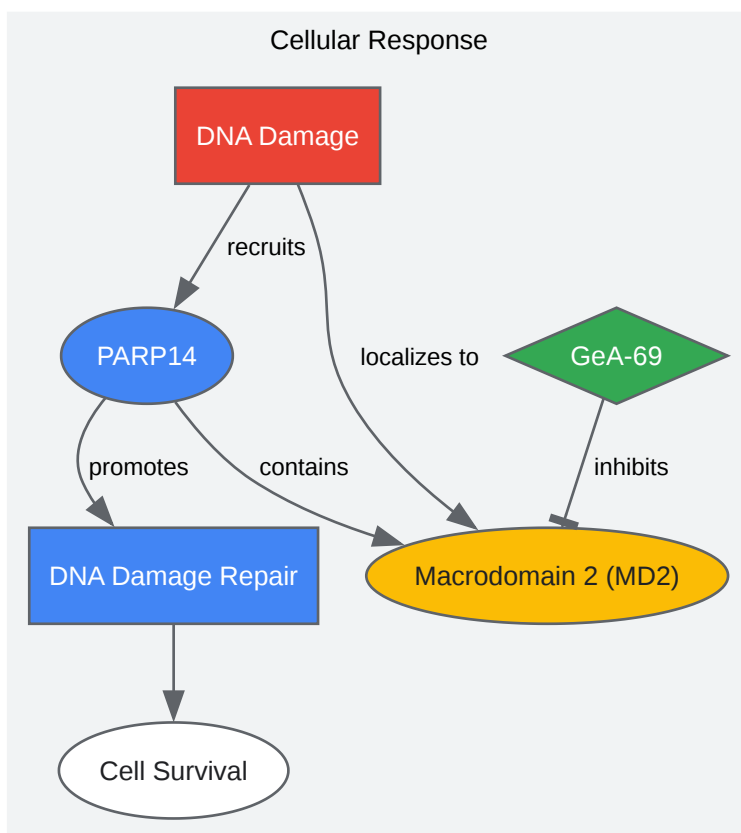 Cellular Response
DNA Damage
recruits
PARP14
localizes to
GeA-69
promotes
contains
inhibits
DNA Damage Repair
Macrodomain 2 (MD2)
Cell Survival